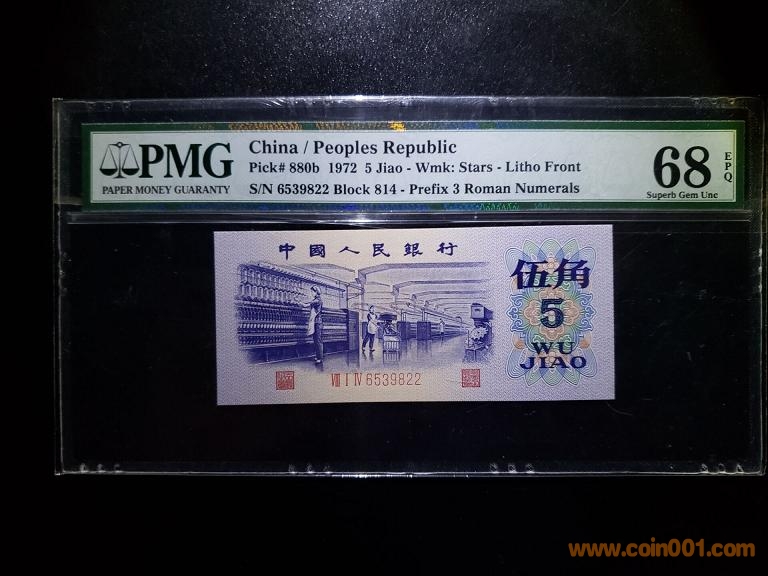 PMG
PAPER MONEY GUARANTY
China / Peoples Republic
Pick# 880b 1972 5 Jiao - Wmk: Stars - Litho Front
S/N 6539822 Block 814 - Prefix 3 Roman Numerals
68
EPQ
Superb Gem Unc
中國人民銀行
伍角
5
WU
JIAO
Ⅷ Ⅰ Ⅳ 6539822
www.coin001.com